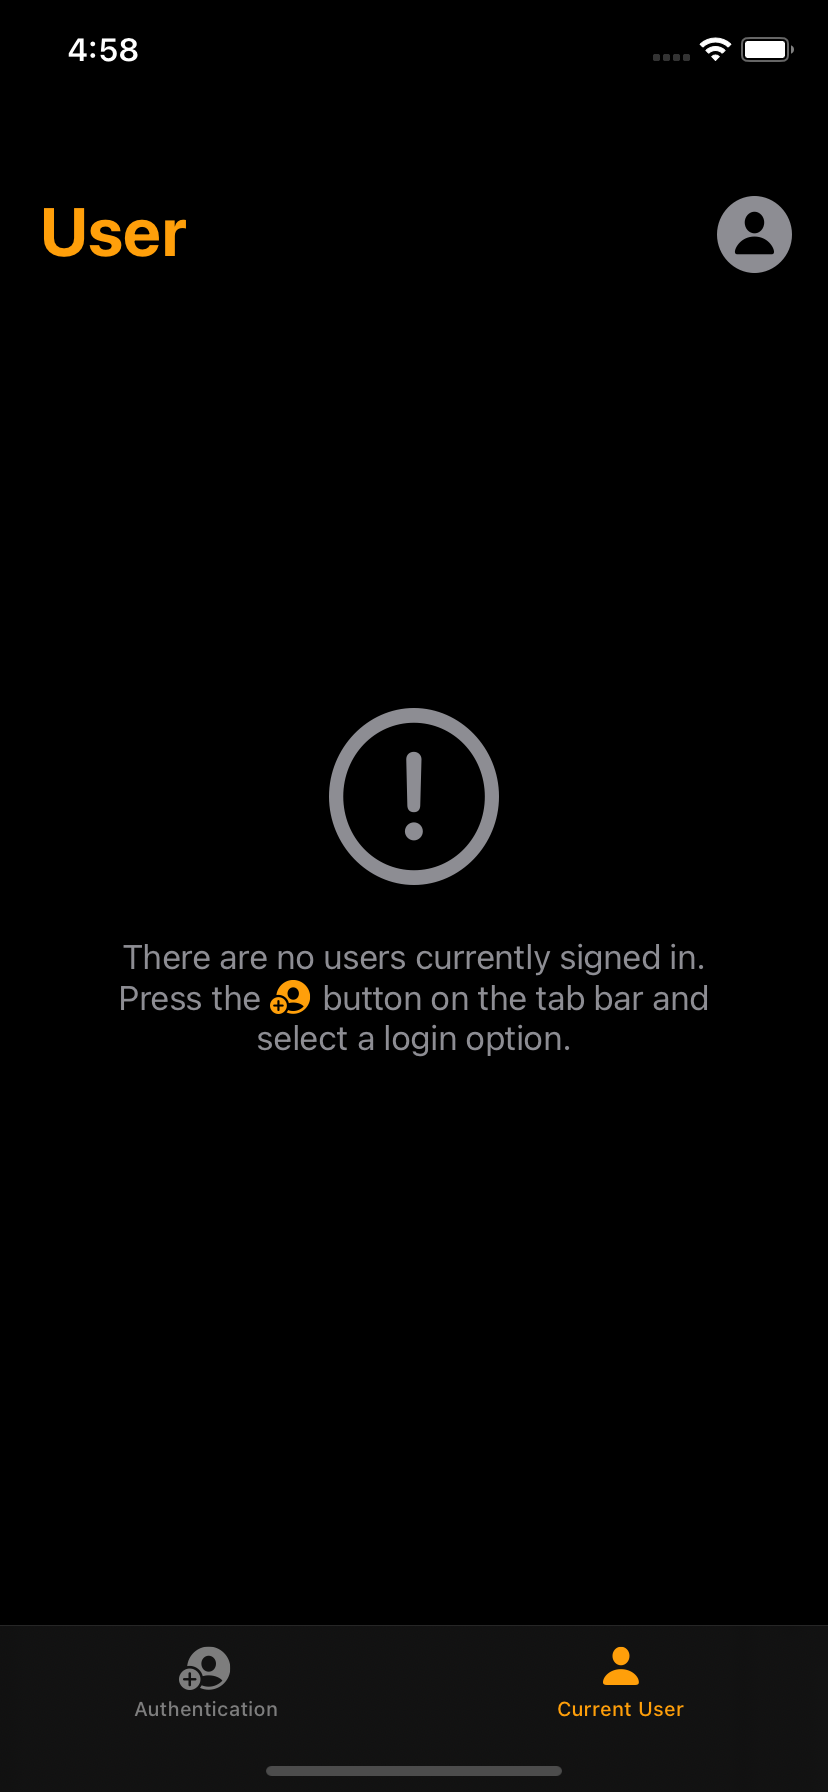 4:58
User
There are no users currently signed in.
Press the button on the tab bar and
select a login option.
Authentication
Current User